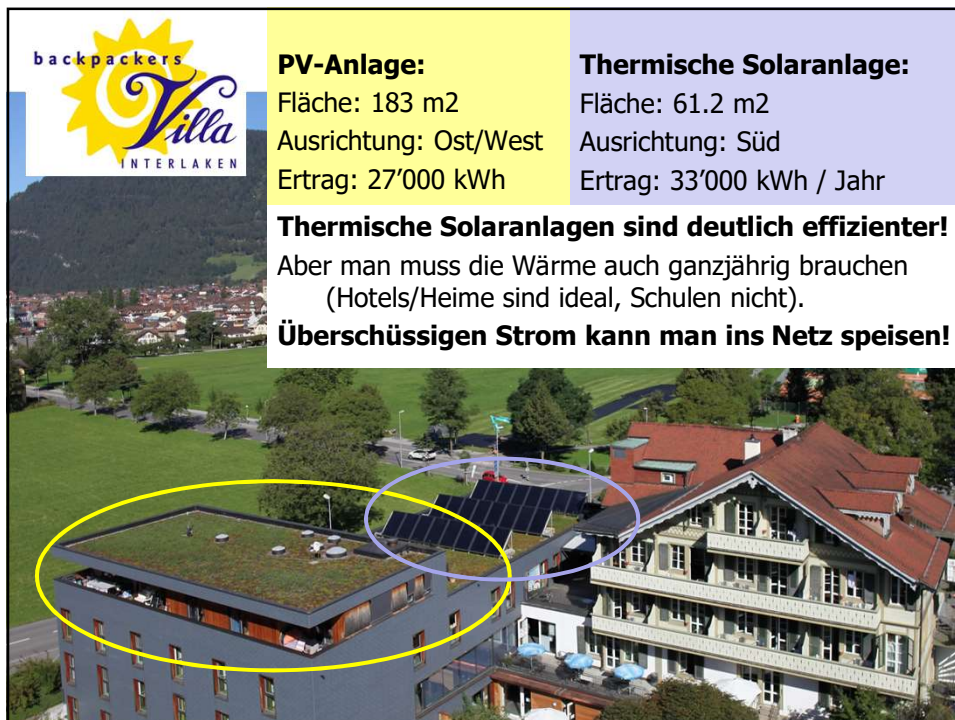 backpackers
Villa
INTERLAKEN
PV-Anlage:
Fläche: 183 m2
Ausrichtung: Ost/West
Ertrag: 27’000 kWh
Thermische Solaranlage:
Fläche: 61.2 m2
Ausrichtung: Süd
Ertrag: 33’000 kWh / Jahr
Thermische Solaranlagen sind deutlich effizienter!
Aber man muss die Wärme auch ganzjährig brauchen
(Hotels/Heime sind ideal, Schulen nicht).
Überschüssigen Strom kann man ins Netz speisen!